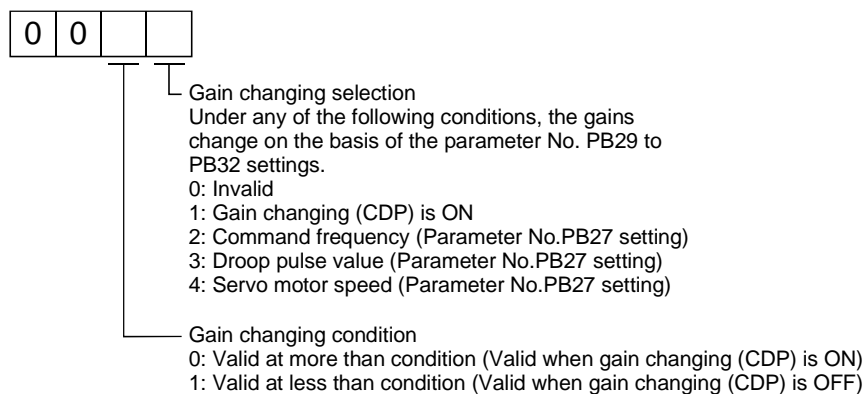 0 0
Gain changing selection
Under any of the following conditions, the gains
change on the basis of the parameter No. PB29 to
PB32 settings.
0: Invalid
1: Gain changing (CDP) is ON
2: Command frequency (Parameter No.PB27 setting)
3: Droop pulse value (Parameter No.PB27 setting)
4: Servo motor speed (Parameter No.PB27 setting)
Gain changing condition
0: Valid at more than condition (Valid when gain changing (CDP) is ON)
1: Valid at less than condition (Valid when gain changing (CDP) is OFF)